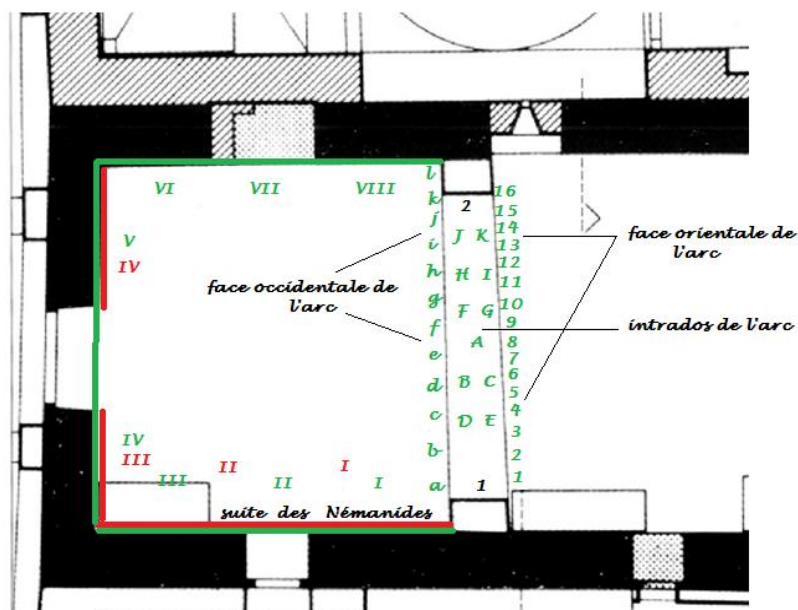 l
VI VII VIII
k
16
2
15
j
14
V
J K
13
face orientale de
l'arc
i
IV
12
h
H I
11
face occidentale de
l'arc
g
10
F G
f
9
intrados de l'arc
A
8
e
7
6
d
B C
5
c
4
D E
3
IV
III
b
2
II
I
III
II
I
a
1
1
suite des Némanides